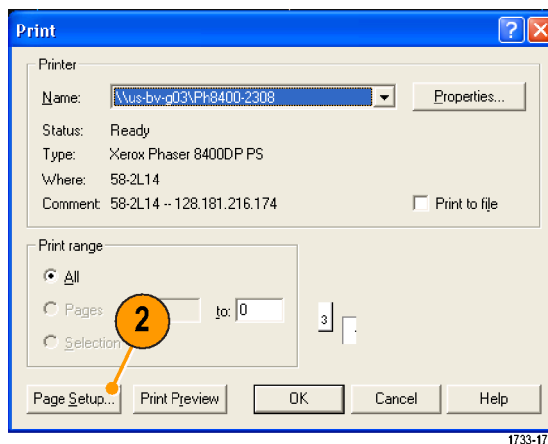 Print
Printer
Name: \\us-bv-g03\Ph8400-2308 Properties...
Status: Ready
Type: Xerox Phaser 8400DP PS
Where: 58-2L14
Comment: 58-2L14 -- 128.181.216.174 Print to file
Print range
All
Pages to: 0
3
2
Selection
Page Setup... Print Preview OK Cancel Help
1733-17